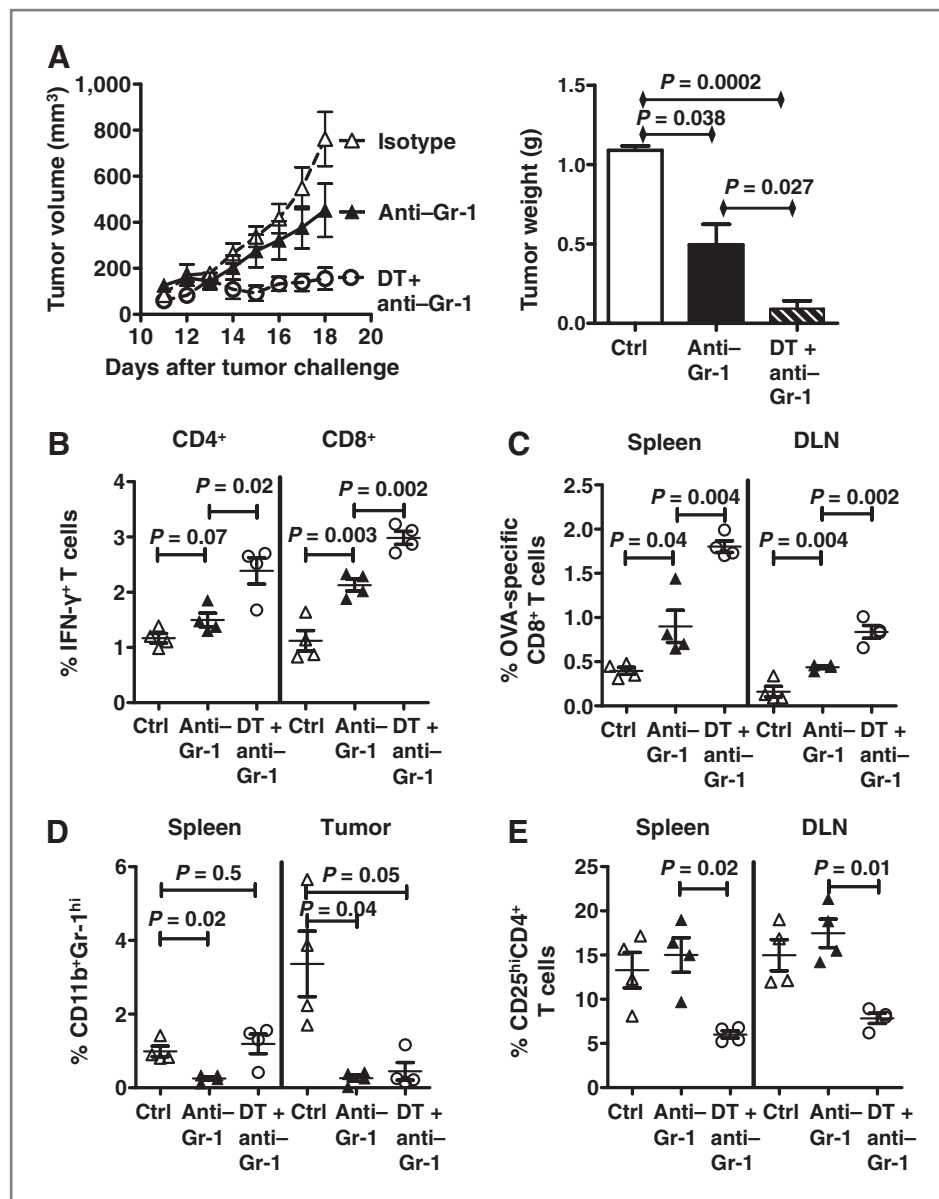 A
Tumor volume (mm³)
1,000
800
600
400
200
0
10 12 14 16 18 20
Days after tumor challenge
Isotype
Anti–Gr-1
DT+
anti–Gr-1
Tumor weight (g)
1.5
1.0
0.5
0.0
P = 0.0002
P = 0.038
P = 0.027
Ctrl Anti– DT +
Gr-1 anti–
Gr-1
B
CD4⁺ CD8⁺
% IFN-γ⁺ T cells
4
3
2
1
0
P = 0.02
P = 0.07
P = 0.002
P = 0.003
Ctrl Anti– DT + Ctrl Anti– DT +
Gr-1 anti– Gr-1 anti–
Gr-1 Gr-1
C
Spleen DLN
% OVA-specific
CD8⁺ T cells
2.5
2.0
1.5
1.0
0.5
0.0
P = 0.004
P = 0.04
P = 0.002
P = 0.004
Ctrl Anti– DT + Ctrl Anti– DT +
Gr-1 anti– Gr-1 anti–
Gr-1 Gr-1
D
Spleen Tumor
% CD11b⁺Gr-1ʰⁱ
6
4
2
0
P = 0.5
P = 0.02
P = 0.05
P = 0.04
Ctrl Anti– DT + Ctrl Anti– DT +
Gr-1 anti– Gr-1 anti–
Gr-1 Gr-1
E
Spleen DLN
% CD25ʰⁱCD4⁺
T cells
25
20
15
10
5
0
P = 0.02
P = 0.01
Ctrl Anti– DT + Ctrl Anti– DT +
Gr-1 anti– Gr-1 anti–
Gr-1 Gr-1